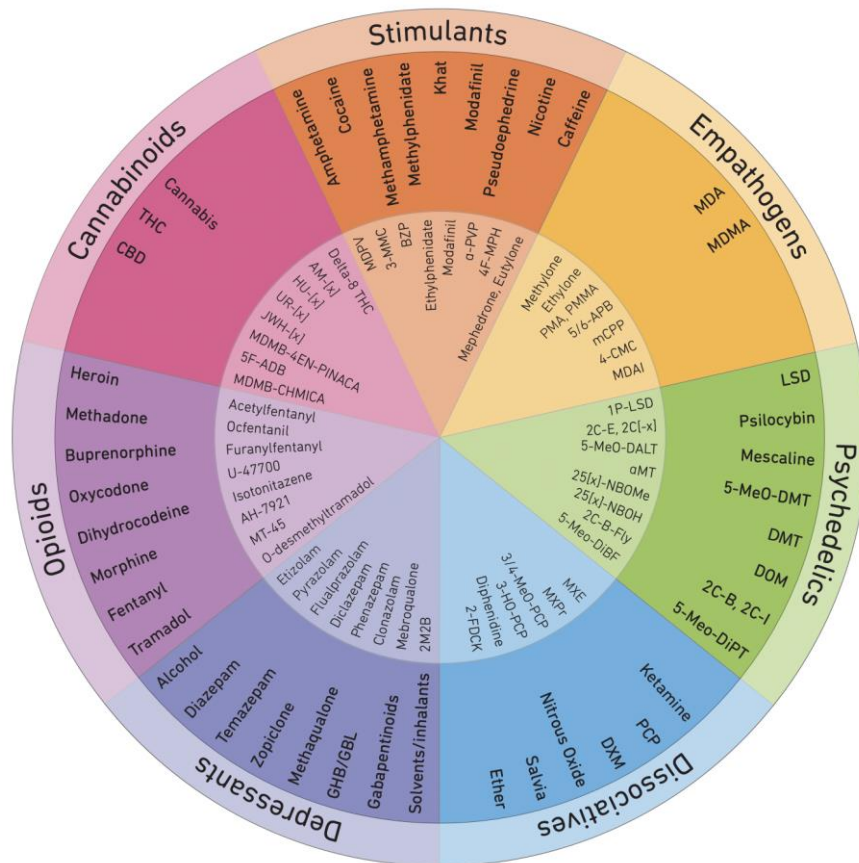 Stimulants
Amphetamine
Cocaine
Methamphetamine
Methylphenidate
Khat
Modafinil
Pseudoephedrine
Nicotine
Caffeine
MDPV
3-MMC
BZP
Ethylphenidate
Modafinil
α-PVP
4F-MPH
Mephedrone, Eutylone
Empathogens
MDA
MDMA
Methylone
Ethylone
PMA, PMMA
5/6-APB
mCPP
4-CMC
MDAI
Psychedelics
LSD
Psilocybin
Mescaline
5-MeO-DMT
DMT
DOM
2C-B, 2C-I
5-Meo-DiPT
1P-LSD
2C-E, 2C[-x]
5-MeO-DALT
αMT
25[x]-NBOMe
25[x]-NBOH
2C-B-Fly
5-Meo-DiBF
Dissociatives
Ketamine
PCP
DXM
Nitrous Oxide
Salvia
Ether
MXE
MXPr
3/4-MeO-PCP
3-HO-PCP
Diphenidine
2-FDCK
Depressants
Alcohol
Diazepam
Temazepam
Zopiclone
Methaqualone
GHB/GBL
Gabapentinoids
Solvents/inhalants
Etizolam
Pyrazolam
Flualprazolam
Diclazepam
Phenazepam
Clonazolam
Mebroqualone
2M2B
Opioids
Heroin
Methadone
Buprenorphine
Oxycodone
Dihydrocodeine
Morphine
Fentanyl
Tramadol
Acetylfentanyl
Ocfentanil
Furanylfentanyl
U-47700
Isotonitazene
AH-7921
MT-45
O-desmethyltramadol
Cannabinoids
Cannabis
THC
CBD
Delta-8 THC
AM-[x]
HU-[x]
UR-[x]
JWH-[x]
MDMB-4EN-PINACA
5F-ADB
MDMB-CHMICA